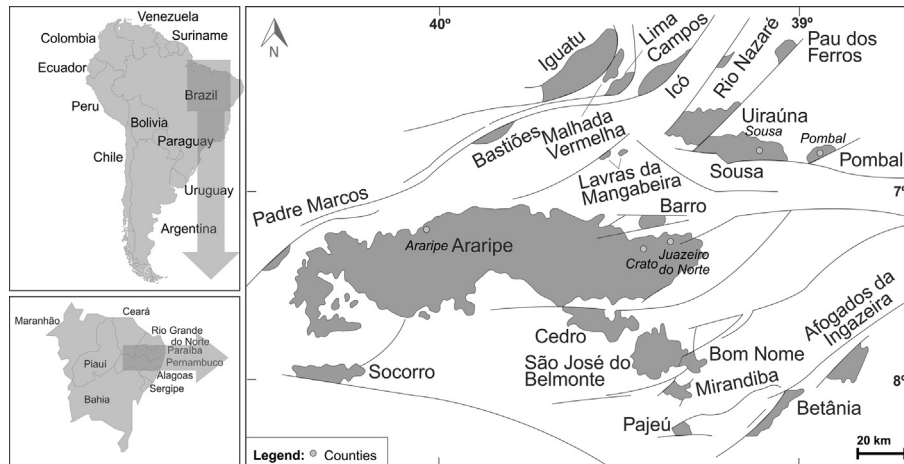 Venezuela
Colombia
Suriname
Ecuador
Brazil
Peru
Bolivia
Paraguay
Chile
Uruguay
Argentina
Maranhão
Ceará
Rio Grande
do Norte
Paraíba
Piauí
Pernambuco
Alagoas
Sergipe
Bahia
40º
39º
N
Iguatu
Lima
Campos
Icó
Rio Nazaré
Pau dos
Ferros
Malhada
Vermelha
Bastiões
Uiraúna
Sousa
Pombal
Sousa
Pombal
7º
Lavras da
Mangabeira
Padre Marcos
Barro
Araripe
Araripe
Crato
Juazeiro
do Norte
Cedro
São José do
Belmonte
Bom Nome
Afogados da
Ingazeira
Socorro
Mirandiba
8º
Pajeú
Betânia
Legend: Counties
20 km